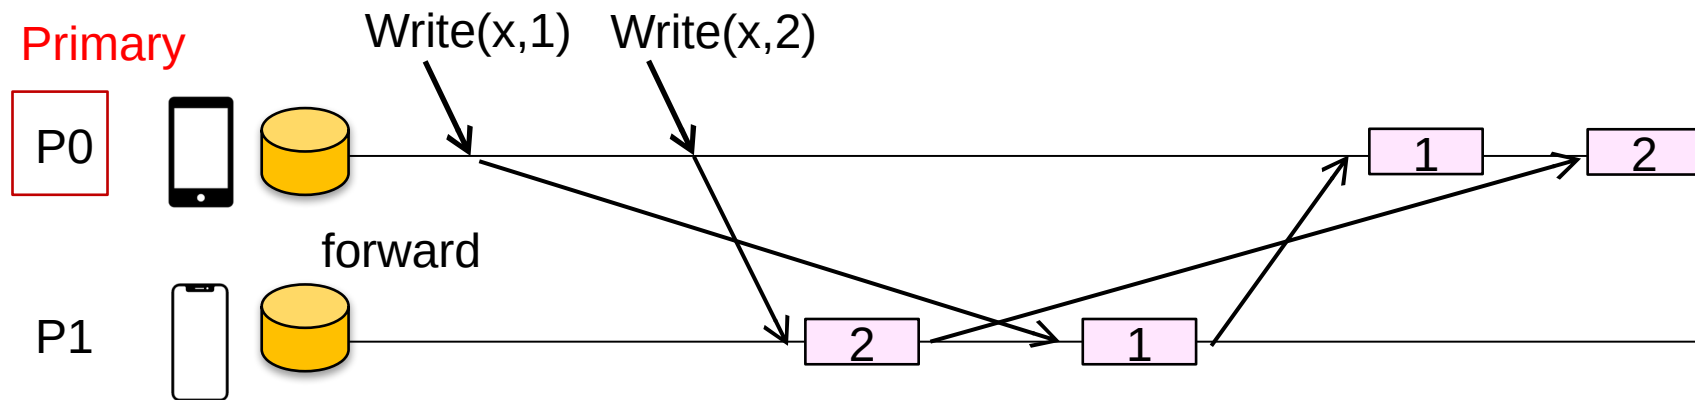 Primary
Write(x,1) Write(x,2)
P0
1 2
forward
P1
2 1